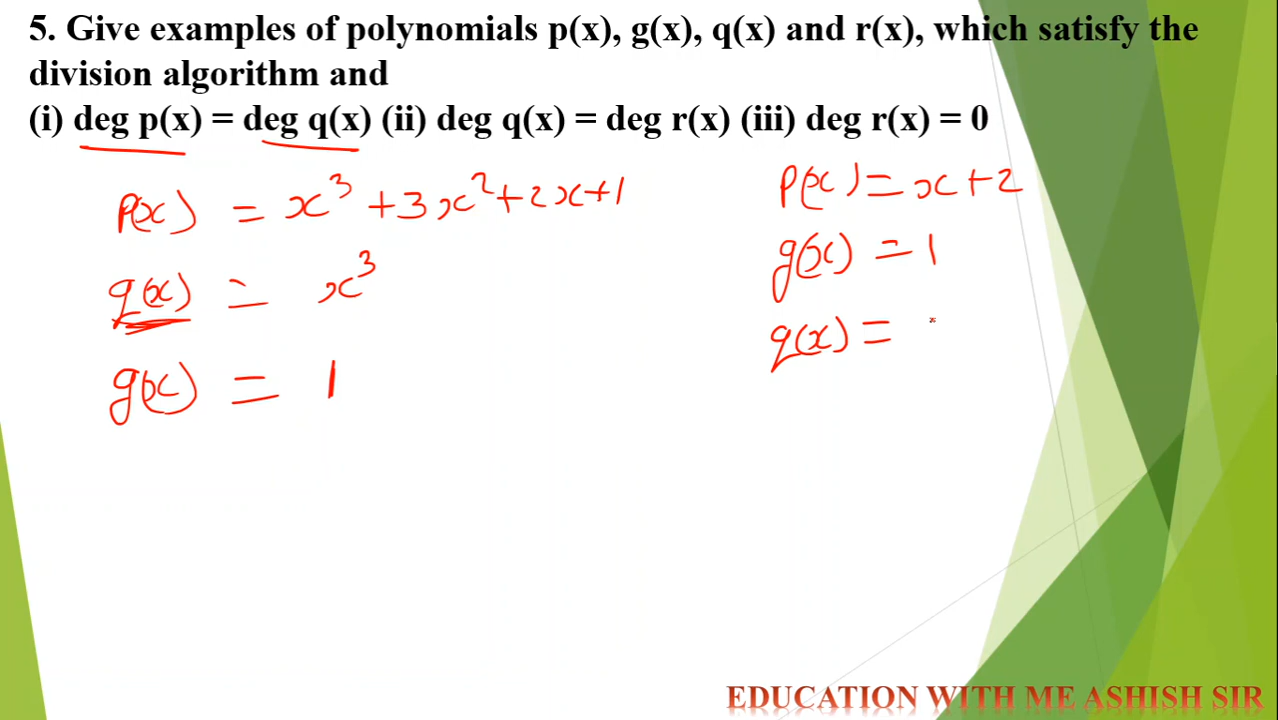 5. Give examples of polynomials p(x), g(x), q(x) and r(x), which satisfy the
division algorithm and
(i) deg p(x) = deg q(x) (ii) deg q(x) = deg r(x) (iii) deg r(x) = 0
p(x) = x³ + 3x² + 2x + 1
q(x) = x³
g(x) = 1
p(x) = x + 2
g(x) = 1
q(x) =
EDUCATION WITH ME ASHISH SIR